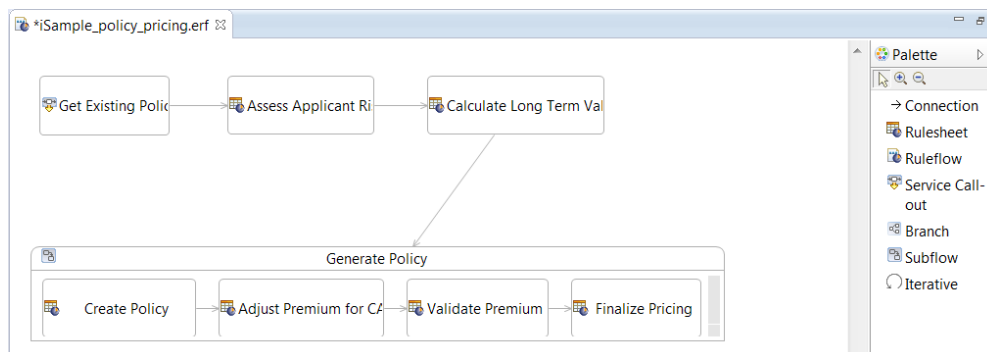 *iSample_policy_pricing.erf
Get Existing Polic
Assess Applicant Ri
Calculate Long Term Val
Generate Policy
Create Policy
Adjust Premium for CA
Validate Premium
Finalize Pricing
Palette
Connection
Rulesheet
Ruleflow
Service Call-
out
Branch
Subflow
Iterative